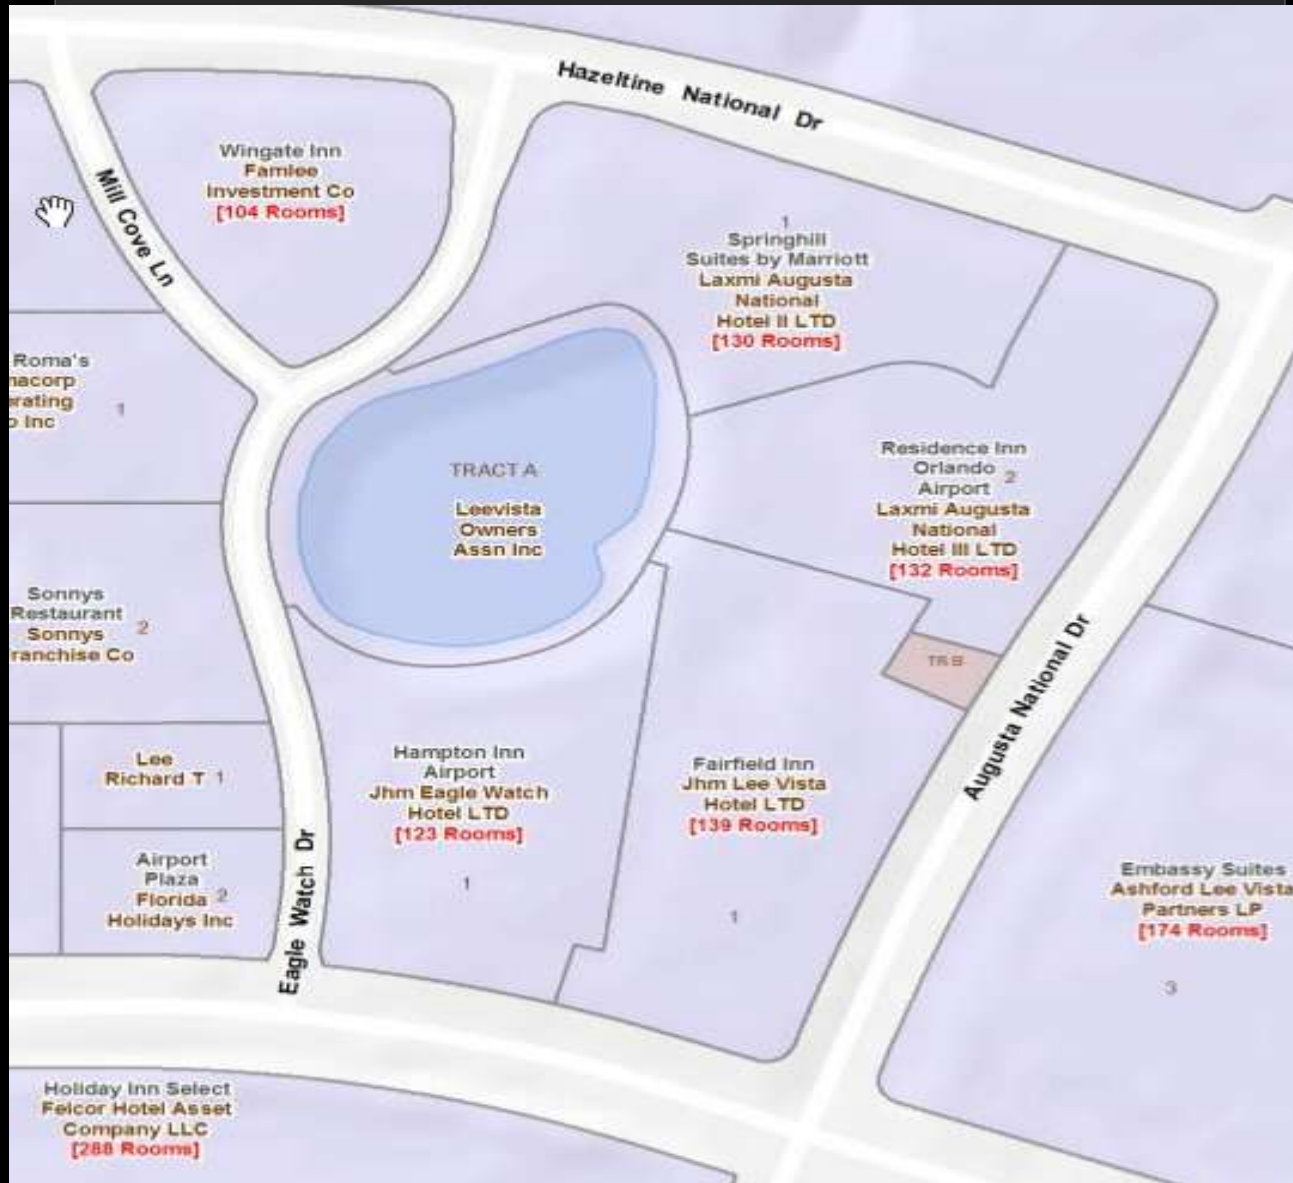 Hazeltine National Dr
Wingate Inn
Famlee
Investment Co
[104 Rooms]
Mill Cove Ln
1
Springhill
Suites by Marriott
Laxmi Augusta
National
Hotel II LTD
[130 Rooms]
Roma's
macorp
erating
o Inc
1
TRACT A
Leevista
Owners
Assn Inc
Residence Inn
Orlando
Airport
2
Laxmi Augusta
National
Hotel III LTD
[132 Rooms]
Sonnys
Restaurant
Sonnys
ranchise Co
2
TR B
Augusta National Dr
Lee
Richard T
1
Hampton Inn
Airport
Jhm Eagle Watch
Hotel LTD
[123 Rooms]
1
Fairfield Inn
Jhm Lee Vista
Hotel LTD
[139 Rooms]
1
Airport
Plaza
Florida
2
Holidays Inc
Eagle Watch Dr
Embassy Suites
Ashford Lee Vista
Partners LP
[174 Rooms]
3
Holiday Inn Select
Felcor Hotel Asset
Company LLC
[288 Rooms]